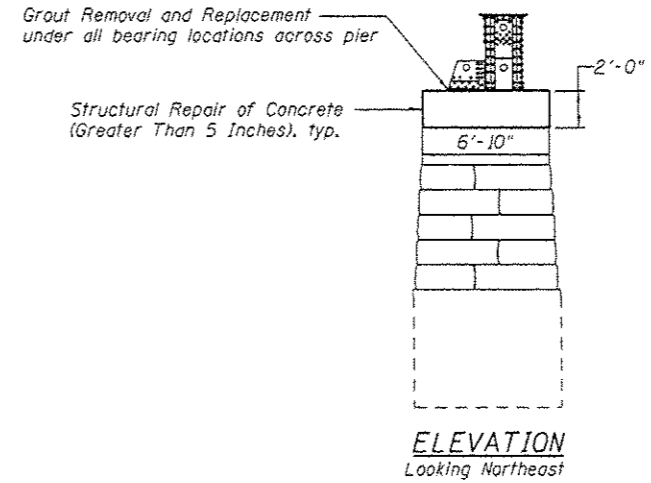 Grout Removal and Replacement
under all bearing locations across pier
2'-0"
Structural Repair of Concrete
(Greater Than 5 Inches), typ.
6'-10"
ELEVATION
Looking Northeast